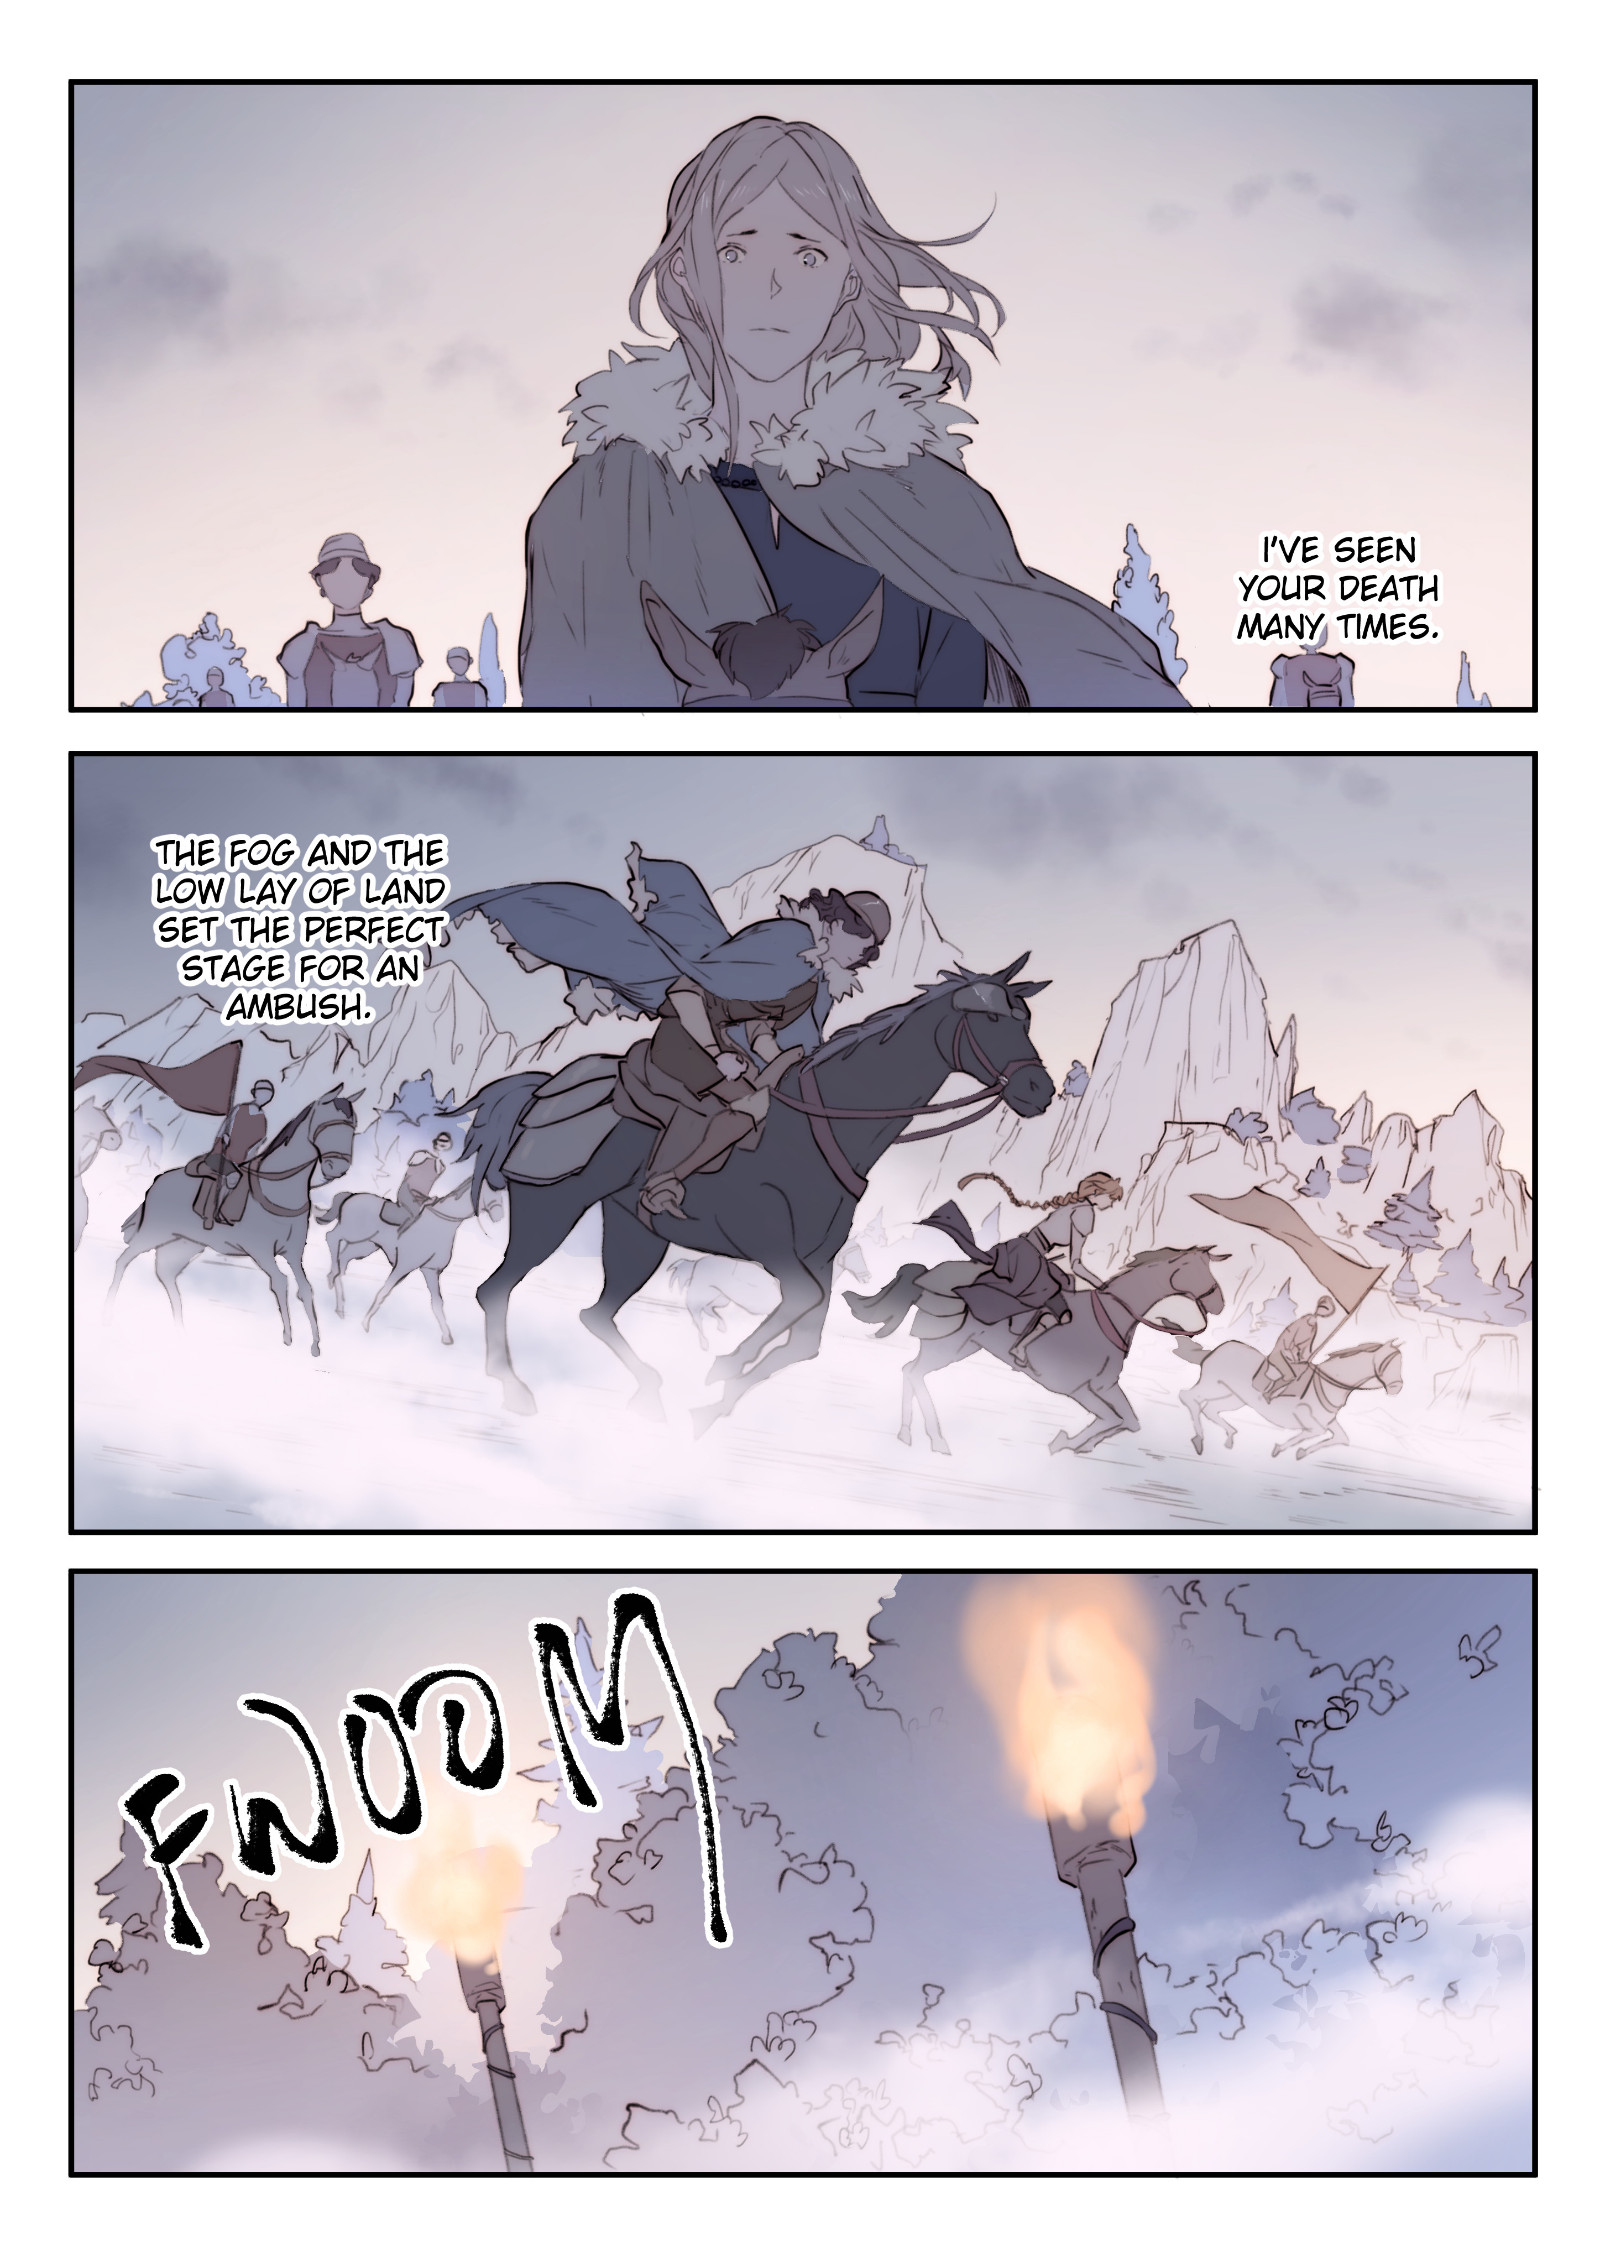 I'VE SEEN
YOUR DEATH
MANY TIMES.
THE FOG AND THE
LOW LAY OF LAND
SET THE PERFECT
STAGE FOR AN
AMBUSH.
FWOOM